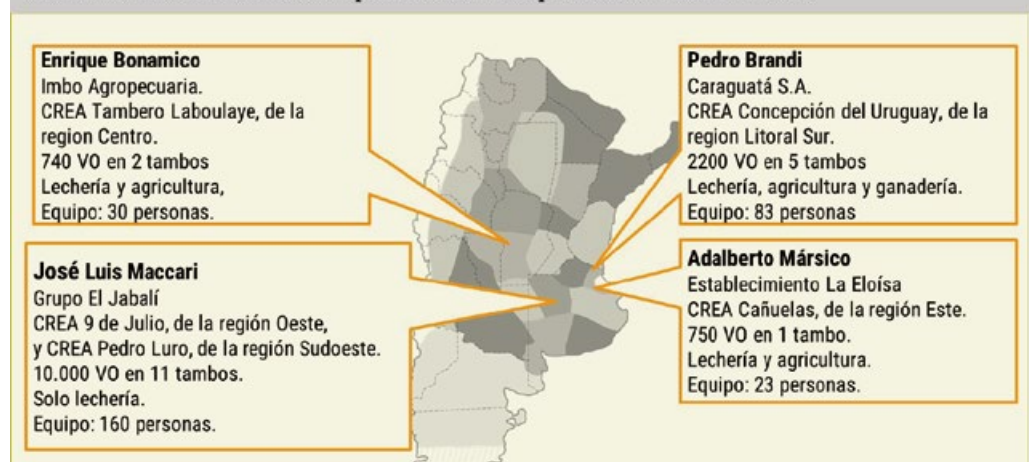 Enrique Bonamico
Imbo Agropecuaria.
CREA Tambero Laboulaye, de la
region Centro.
740 VO en 2 tambos
Lechería y agricultura,
Equipo: 30 personas.
Pedro Brandi
Caraguatá S.A.
CREA Concepción del Uruguay, de la
region Litoral Sur.
2200 VO en 5 tambos
Lechería, agricultura y ganadería.
Equipo: 83 personas
José Luis Maccari
Grupo El Jabalí
CREA 9 de Julio, de la región Oeste,
y CREA Pedro Luro, de la región Sudoeste.
10.000 VO en 11 tambos.
Solo lechería.
Equipo: 160 personas.
Adalberto Mársico
Establecimiento La Eloísa
CREA Cañuelas, de la región Este.
750 VO en 1 tambo.
Lechería y agricultura.
Equipo: 23 personas.